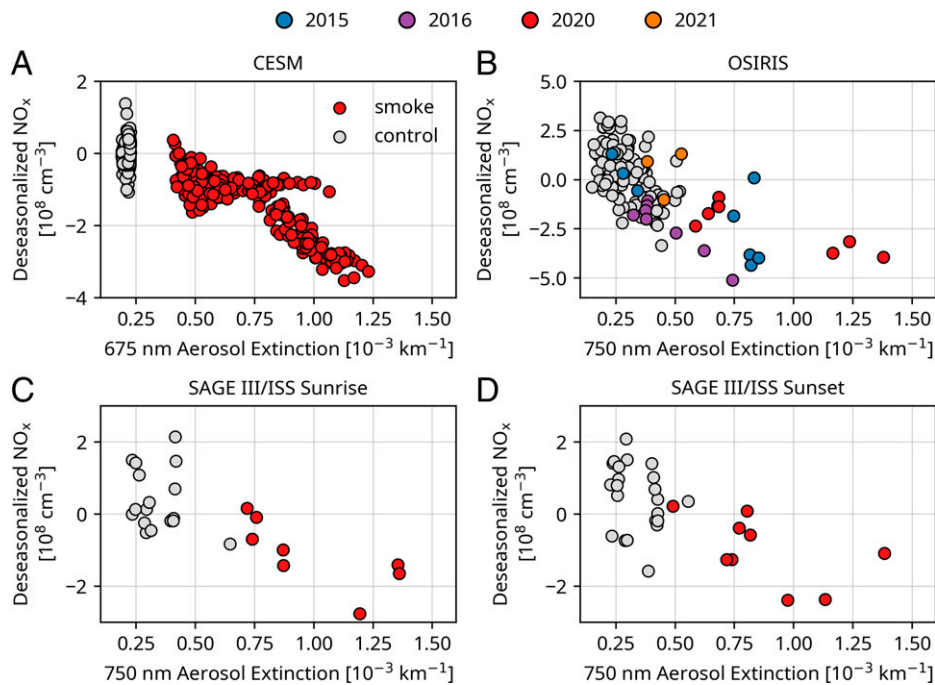 2015 2016 2020 2021
A CESM
Deseasonalized NOx
[10⁸ cm⁻³]
2
0
−2
−4
smoke
control
0.25 0.50 0.75 1.00 1.25 1.50
675 nm Aerosol Extinction [10⁻³ km⁻¹]
B OSIRIS
Deseasonalized NOx
[10⁸ cm⁻³]
5.0
2.5
0.0
−2.5
−5.0
0.25 0.50 0.75 1.00 1.25 1.50
750 nm Aerosol Extinction [10⁻³ km⁻¹]
C SAGE III/ISS Sunrise
Deseasonalized NOx
[10⁸ cm⁻³]
2
0
−2
0.25 0.50 0.75 1.00 1.25 1.50
750 nm Aerosol Extinction [10⁻³ km⁻¹]
D SAGE III/ISS Sunset
Deseasonalized NOx
[10⁸ cm⁻³]
2
0
−2
0.25 0.50 0.75 1.00 1.25 1.50
750 nm Aerosol Extinction [10⁻³ km⁻¹]